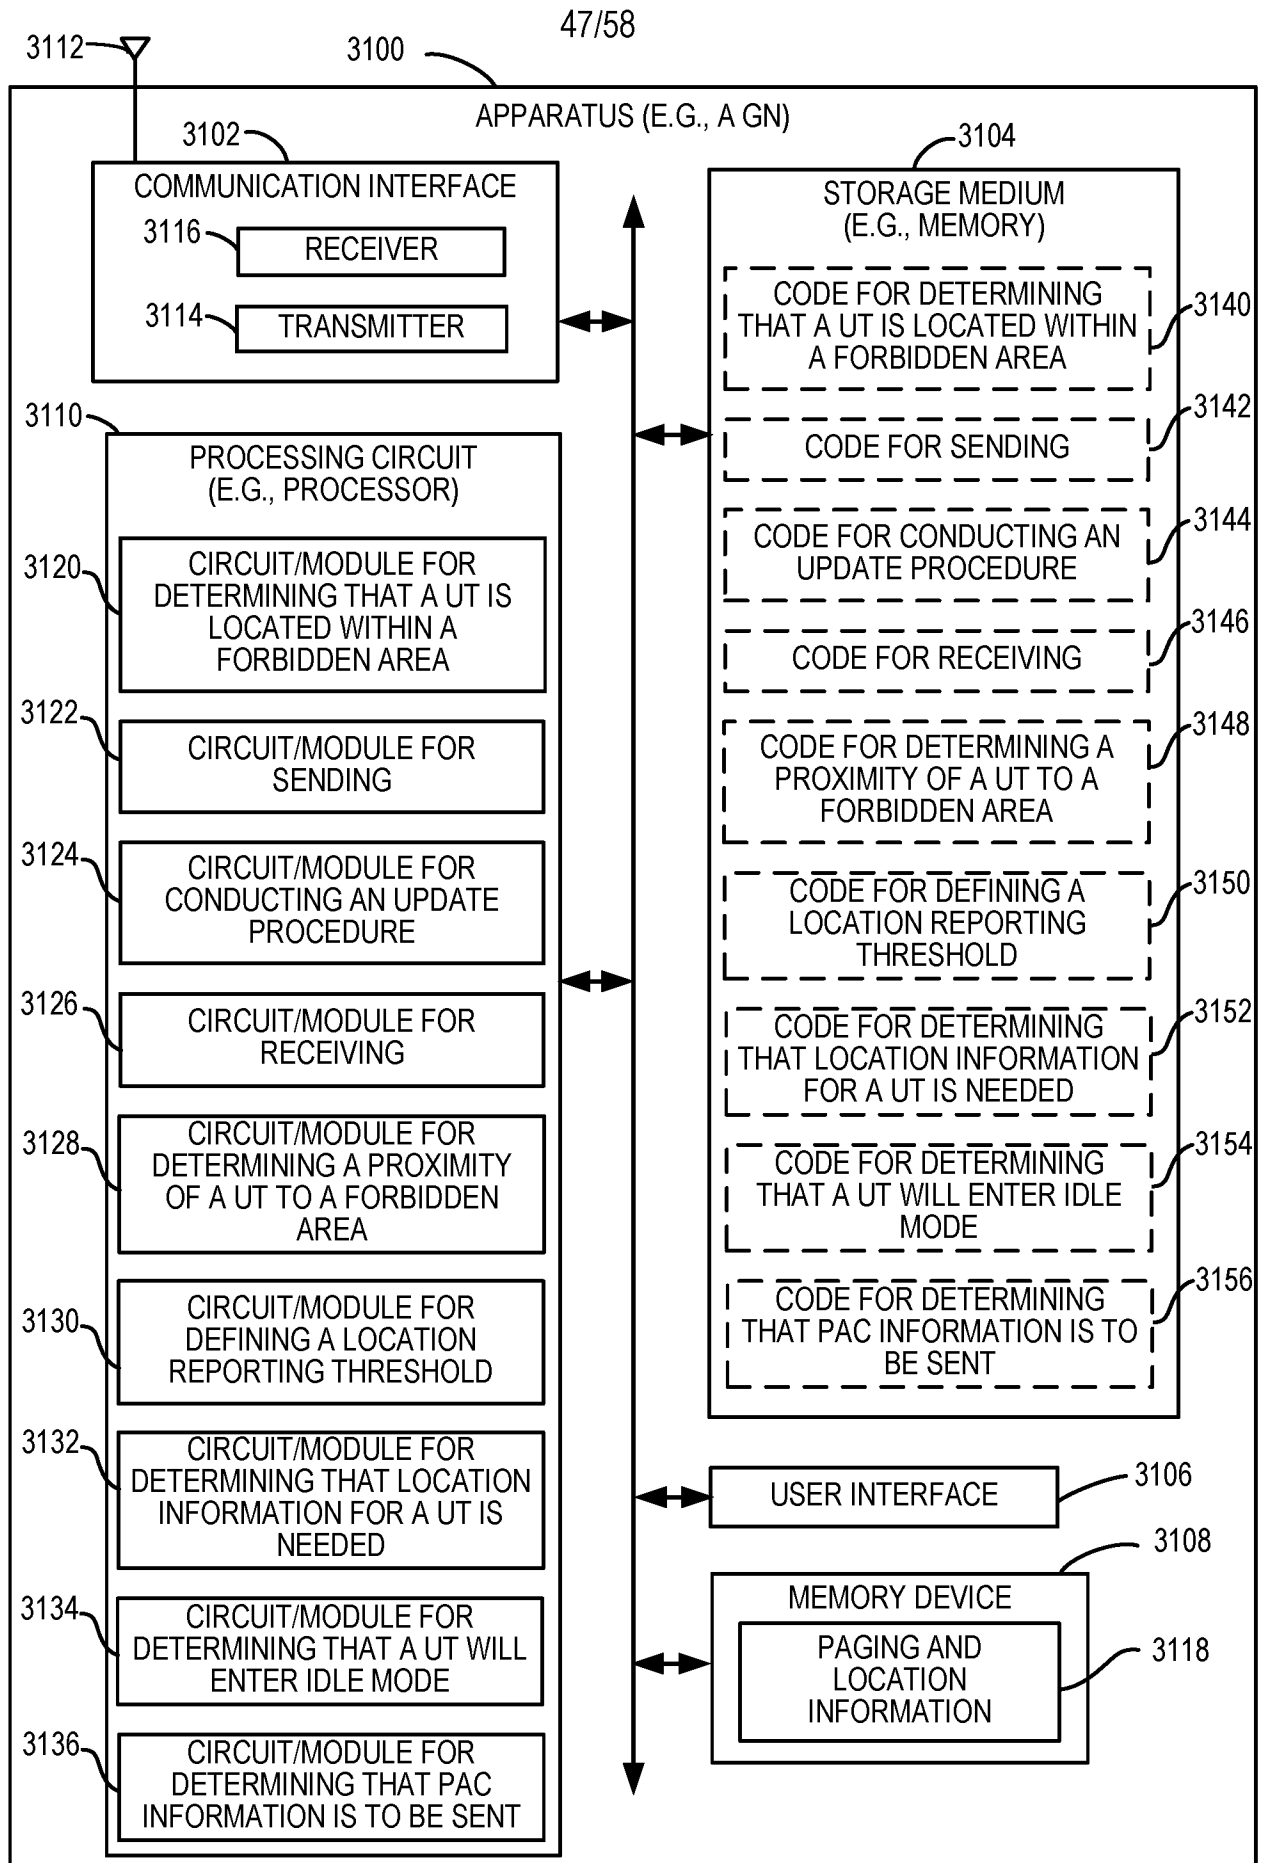 47/58
3112
3100
APPARATUS (E.G., A GN)
3102
COMMUNICATION INTERFACE
3116
RECEIVER
3114
TRANSMITTER
3110
PROCESSING CIRCUIT
(E.G., PROCESSOR)
3120
CIRCUIT/MODULE FOR
DETERMINING THAT A UT IS
LOCATED WITHIN A
FORBIDDEN AREA
3122
CIRCUIT/MODULE FOR
SENDING
3124
CIRCUIT/MODULE FOR
CONDUCTING AN UPDATE
PROCEDURE
3126
CIRCUIT/MODULE FOR
RECEIVING
3128
CIRCUIT/MODULE FOR
DETERMINING A PROXIMITY
OF A UT TO A FORBIDDEN
AREA
3130
CIRCUIT/MODULE FOR
DEFINING A LOCATION
REPORTING THRESHOLD
3132
CIRCUIT/MODULE FOR
DETERMINING THAT LOCATION
INFORMATION FOR A UT IS
NEEDED
3134
CIRCUIT/MODULE FOR
DETERMINING THAT A UT WILL
ENTER IDLE MODE
3136
CIRCUIT/MODULE FOR
DETERMINING THAT PAC
INFORMATION IS TO BE SENT
3104
STORAGE MEDIUM
(E.G., MEMORY)
CODE FOR DETERMINING
THAT A UT IS LOCATED WITHIN
A FORBIDDEN AREA
3140
3142
CODE FOR SENDING
3144
CODE FOR CONDUCTING AN
UPDATE PROCEDURE
3146
CODE FOR RECEIVING
3148
CODE FOR DETERMINING A
PROXIMITY OF A UT TO A
FORBIDDEN AREA
3150
CODE FOR DEFINING A
LOCATION REPORTING
THRESHOLD
3152
CODE FOR DETERMINING
THAT LOCATION INFORMATION
FOR A UT IS NEEDED
3154
CODE FOR DETERMINING
THAT A UT WILL ENTER IDLE
MODE
3156
CODE FOR DETERMINING
THAT PAC INFORMATION IS TO
BE SENT
3106
USER INTERFACE
3108
MEMORY DEVICE
PAGING AND
LOCATION
INFORMATION
3118